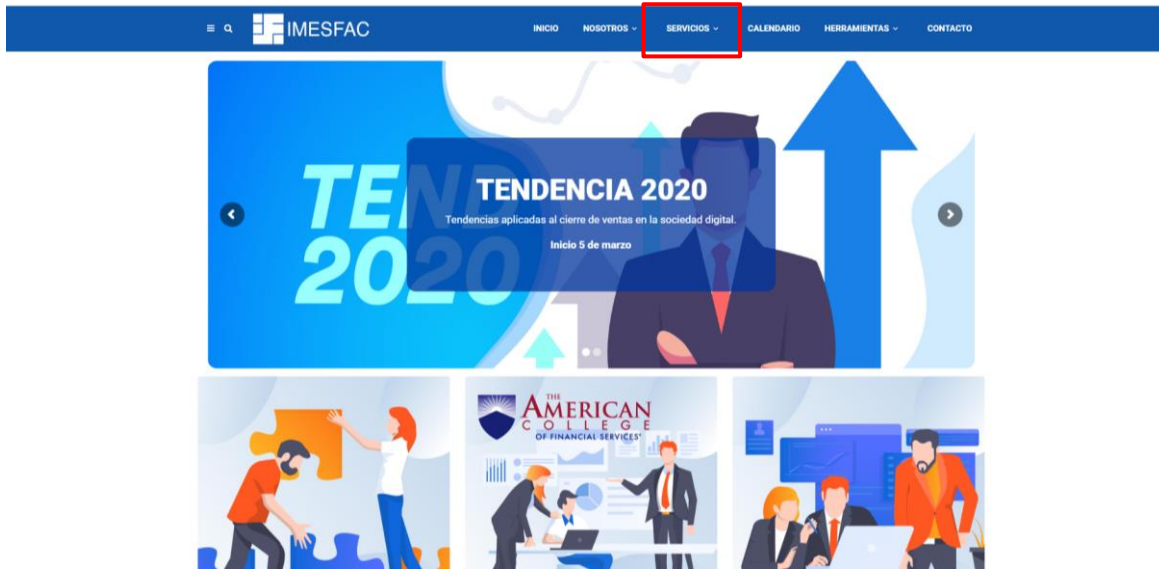 IMESFAC
INICIO NOSOTROS SERVICIOS CALENDARIO HERRAMIENTAS CONTACTO
TEND
2020
TENDENCIA 2020
Tendencias aplicadas al cierre de ventas en la sociedad digital.
Inicio 5 de marzo
THE
AMERICAN
COLLEGE
OF FINANCIAL SERVICES®